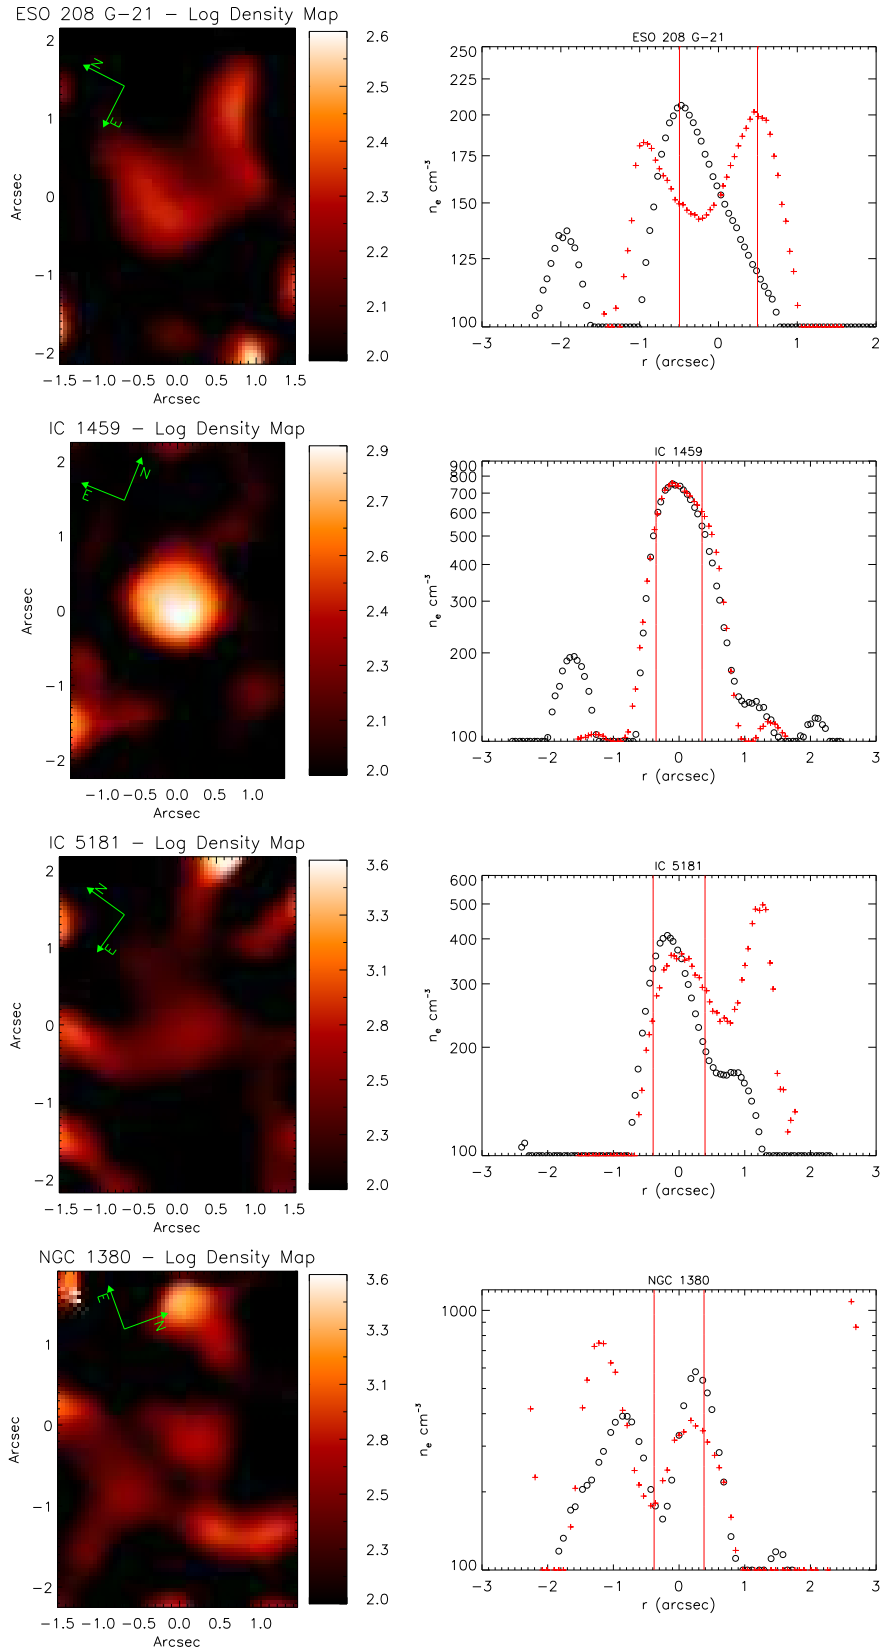 ESO 208 G-21 - Log Density Map
2
1
0
-1
-2
Arcsec
N
E
-1.5 -1.0 -0.5 0.0 0.5 1.0 1.5
Arcsec
2.6
2.5
2.4
2.3
2.2
2.1
2.0
ESO 208 G-21
250
225
200
175
150
125
100
n_e cm⁻³
-3 -2 -1 0 1 2
r (arcsec)
IC 1459 - Log Density Map
2
1
0
-1
-2
Arcsec
E
N
-1.0 -0.5 0.0 0.5 1.0
Arcsec
2.9
2.7
2.6
2.4
2.3
2.1
2.0
IC 1459
900
800
700
600
500
400
300
200
100
n_e cm⁻³
-3 -2 -1 0 1 2 3
r (arcsec)
IC 5181 - Log Density Map
2
1
0
-1
-2
Arcsec
N
E
-1.5 -1.0 -0.5 0.0 0.5 1.0 1.5
Arcsec
3.6
3.3
3.1
2.8
2.5
2.3
2.0
IC 5181
600
500
400
300
200
100
n_e cm⁻³
-3 -2 -1 0 1 2 3
r (arcsec)
NGC 1380 - Log Density Map
1
0
-1
-2
Arcsec
E
N
-1.5 -1.0 -0.5 0.0 0.5 1.0
Arcsec
3.6
3.3
3.1
2.8
2.5
2.3
2.0
NGC 1380
1000
100
n_e cm⁻³
-3 -2 -1 0 1 2 3
r (arcsec)